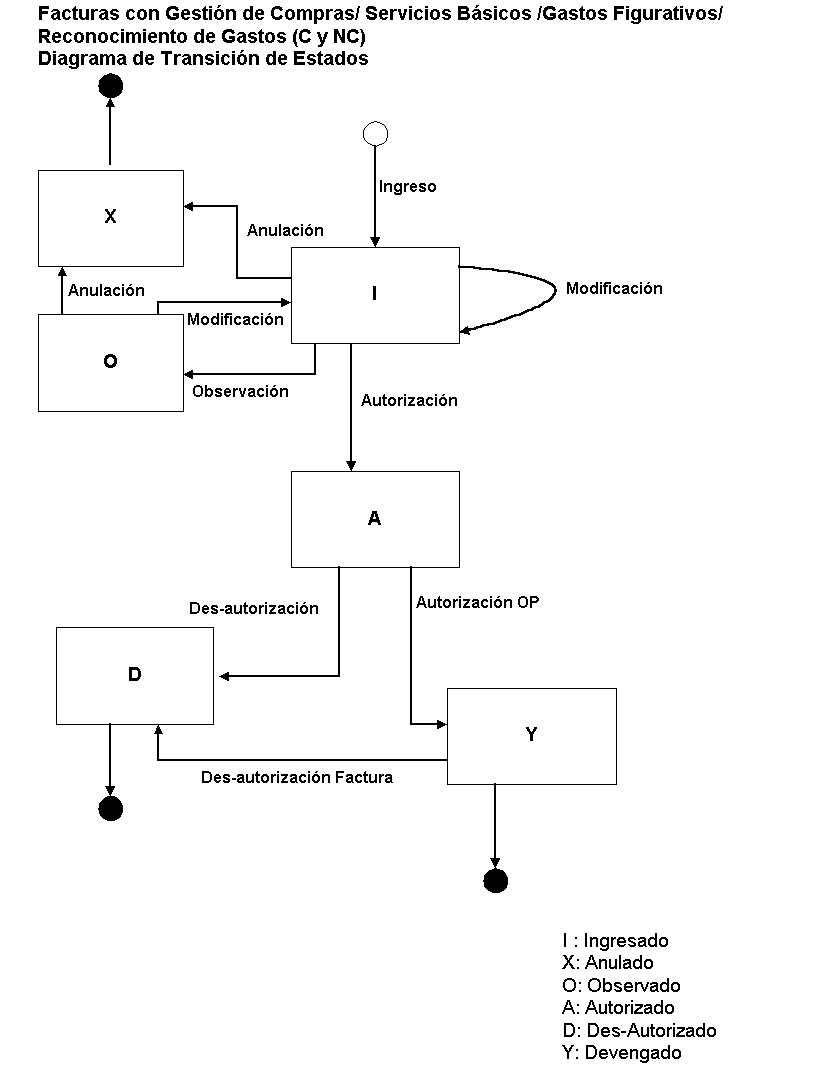 Facturas con Gestión de Compras/ Servicios Básicos /Gastos Figurativos/
Reconocimiento de Gastos (C y NC)
Diagrama de Transición de Estados
Ingreso
X
Anulación
I
Modificación
Anulación
Modificación
O
Observación
Autorización
A
Des-autorización
Autorización OP
D
Y
Des-autorización Factura
I : Ingresado
X: Anulado
O: Observado
A: Autorizado
D: Des-Autorizado
Y: Devengado